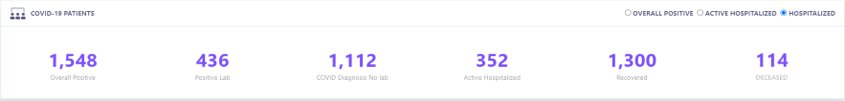 COVID-19 PATIENTS
OVERALL POSITIVE ACTIVE HOSPITALIZED HOSPITALIZED
1,548 436 1,112 352 1,300 114
Overall Positive Positive Lab COVID Diagnosis No lab Active Hospitalized Recovered DECEASED